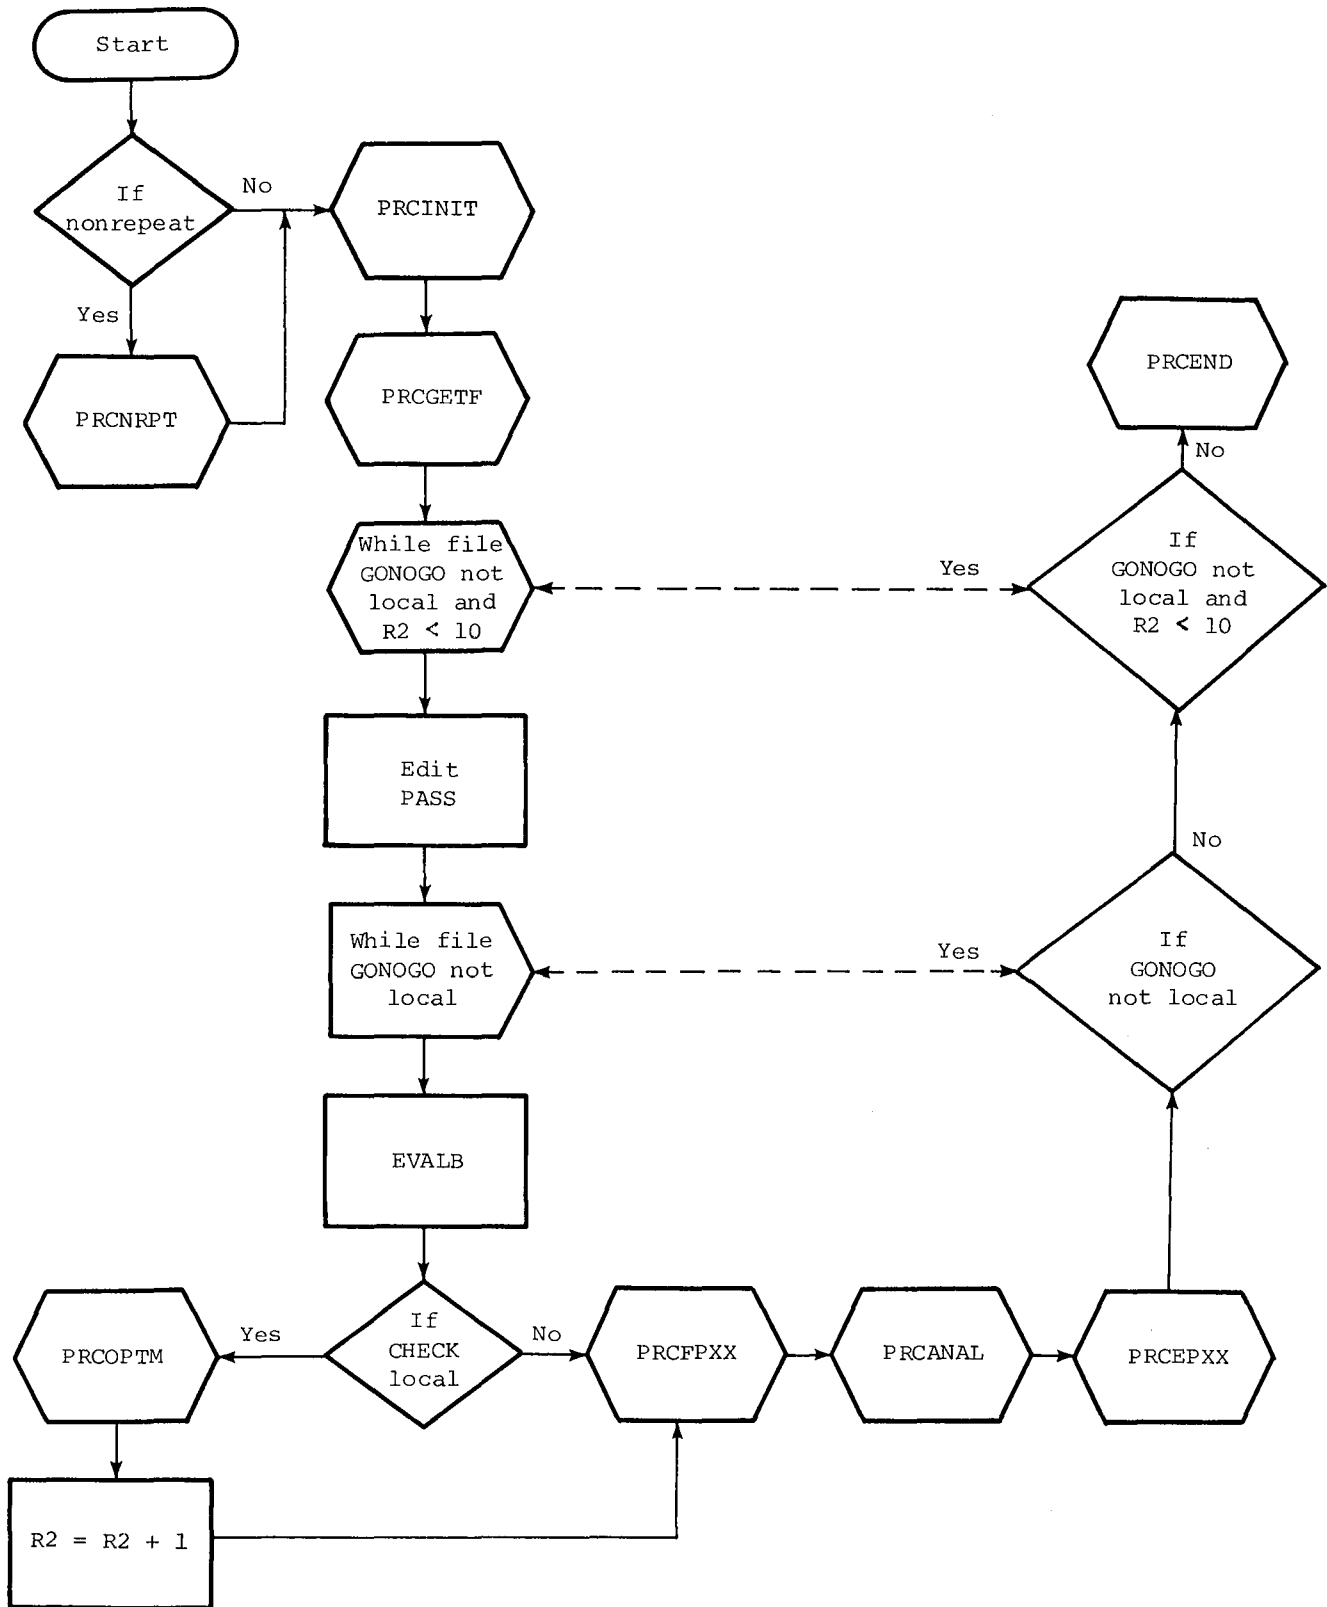 Start
If
nonrepeat
No
Yes
PRCINIT
PRCNRPT
PRCGETF
While file
GONOGO not
local and
R2 < 10
Yes
If
GONOGO not
local and
R2 < 10
No
PRCEND
Edit
PASS
While file
GONOGO not
local
Yes
If
GONOGO
not local
No
EVALB
If
CHECK
local
Yes
No
PRCOPTM
PRCFPXX
PRCANAL
PRCEPXX
R2 = R2 + 1